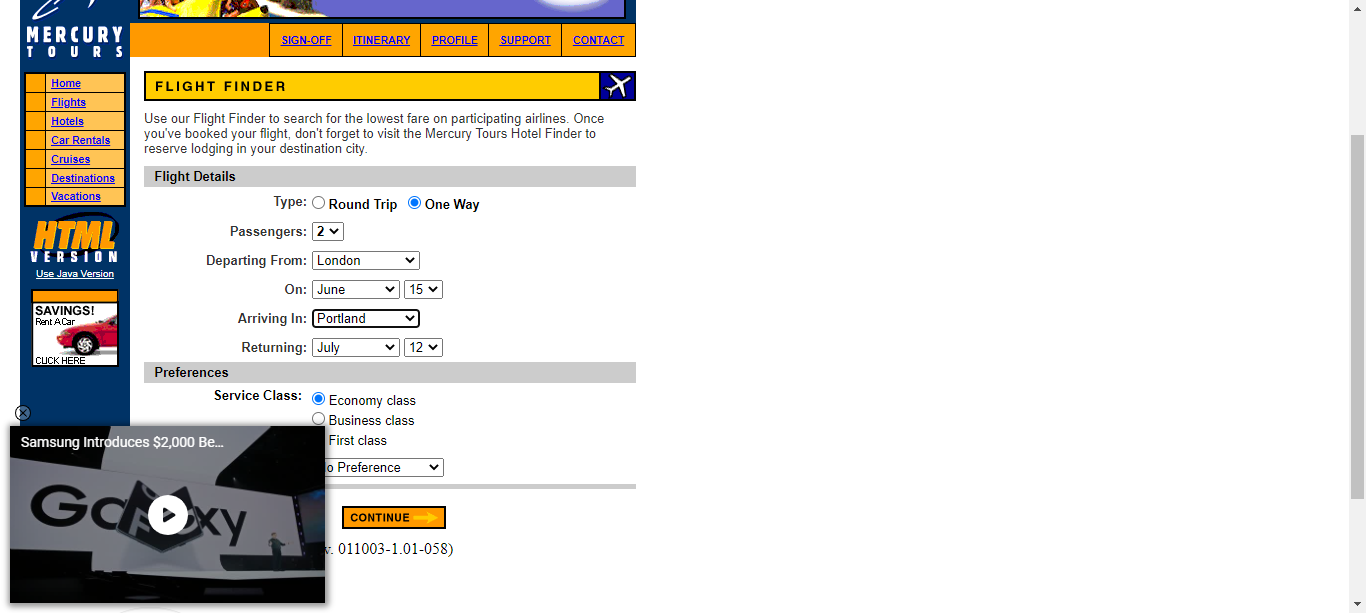 MERCURY
TOURS
SIGN-OFF ITINERARY PROFILE SUPPORT CONTACT
Home
Flights
Hotels
Car Rentals
Cruises
Destinations
Vacations
HTML
VERSION
Use Java Version
SAVINGS!
Rent A Car
CLICK HERE
FLIGHT FINDER
Use our Flight Finder to search for the lowest fare on participating airlines. Once
you've booked your flight, don't forget to visit the Mercury Tours Hotel Finder to
reserve lodging in your destination city.
Flight Details
Type: Round Trip One Way
Passengers: 2
Departing From: London
On: June 15
Arriving In: Portland
Returning: July 12
Preferences
Service Class: Economy class
Business class
First class
o Preference
CONTINUE
v. 011003-1.01-058)
Samsung Introduces $2,000 Be...
Galaxy